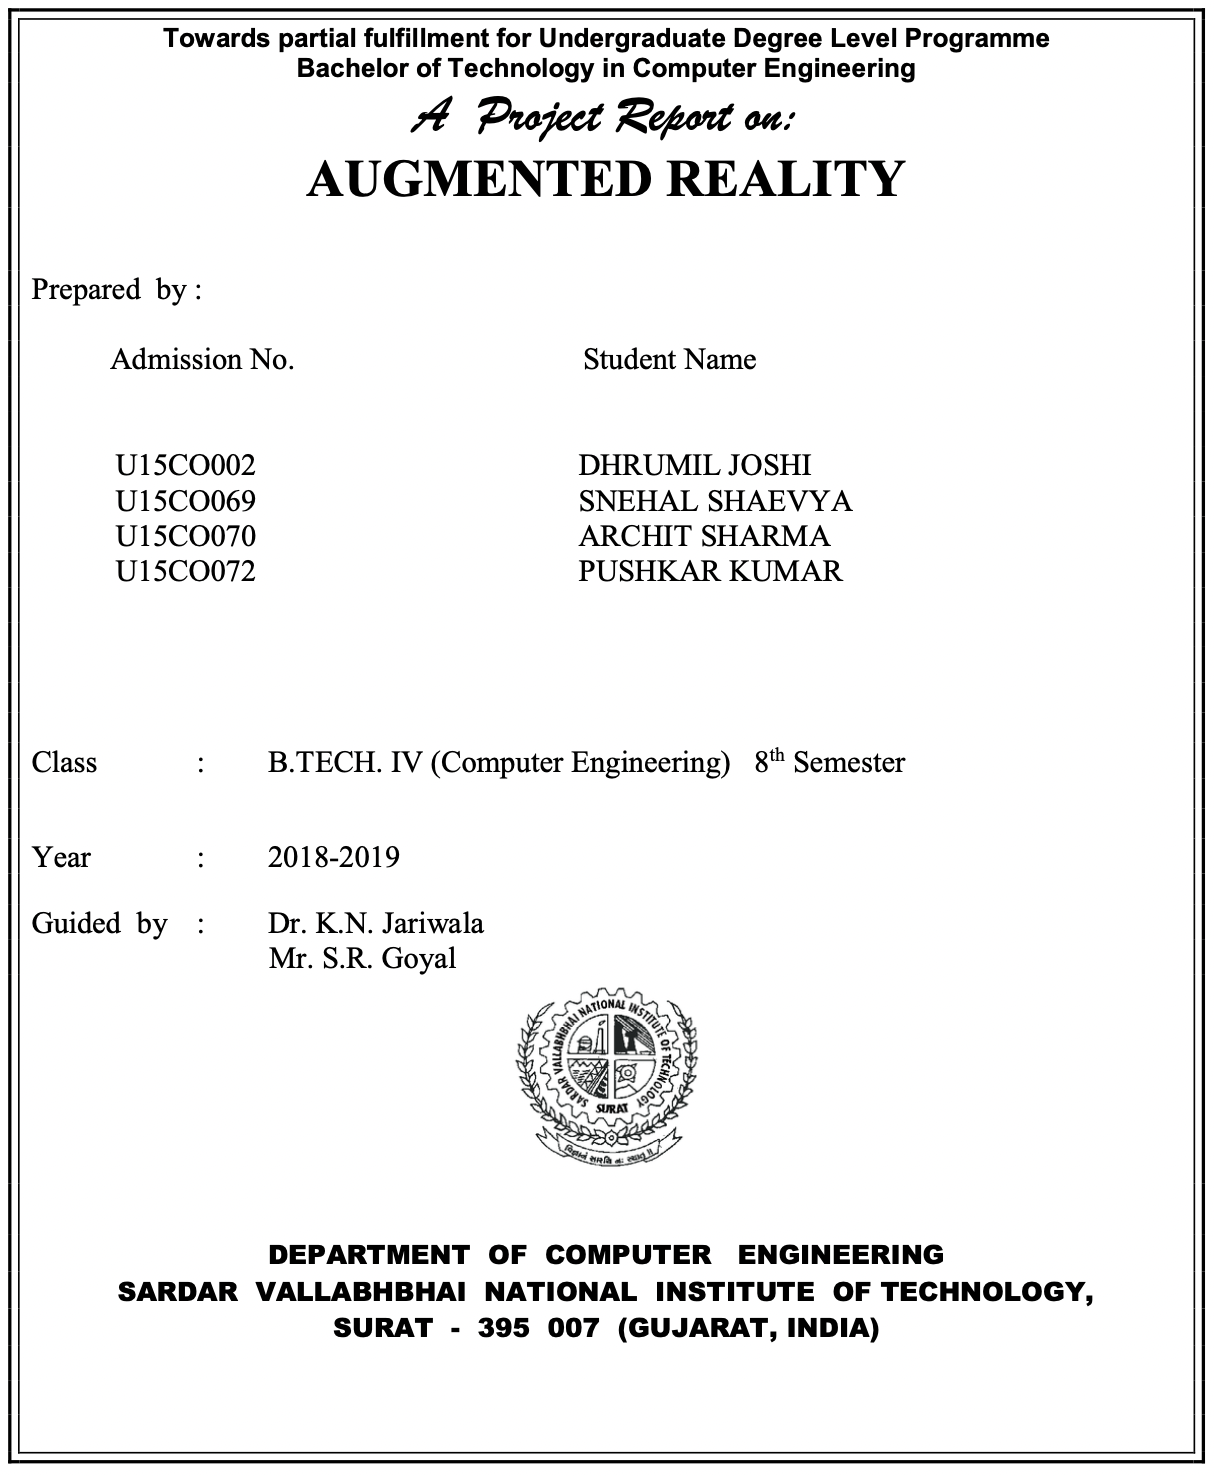 Towards partial fulfillment for Undergraduate Degree Level Programme
Bachelor of Technology in Computer Engineering
A Project Report on:
AUGMENTED REALITY
Prepared by :
Admission No. Student Name
U15CO002 DHRUMIL JOSHI
U15CO069 SNEHAL SHAEVYA
U15CO070 ARCHIT SHARMA
U15CO072 PUSHKAR KUMAR
Class : B.TECH. IV (Computer Engineering) 8th Semester
Year : 2018-2019
Guided by : Dr. K.N. Jariwala
Mr. S.R. Goyal
SARDAR VALLABHBHAI NATIONAL INSTITUTE OF TECHNOLOGY
SURAT
DEPARTMENT OF COMPUTER ENGINEERING
SARDAR VALLABHBHAI NATIONAL INSTITUTE OF TECHNOLOGY,
SURAT - 395 007 (GUJARAT, INDIA)